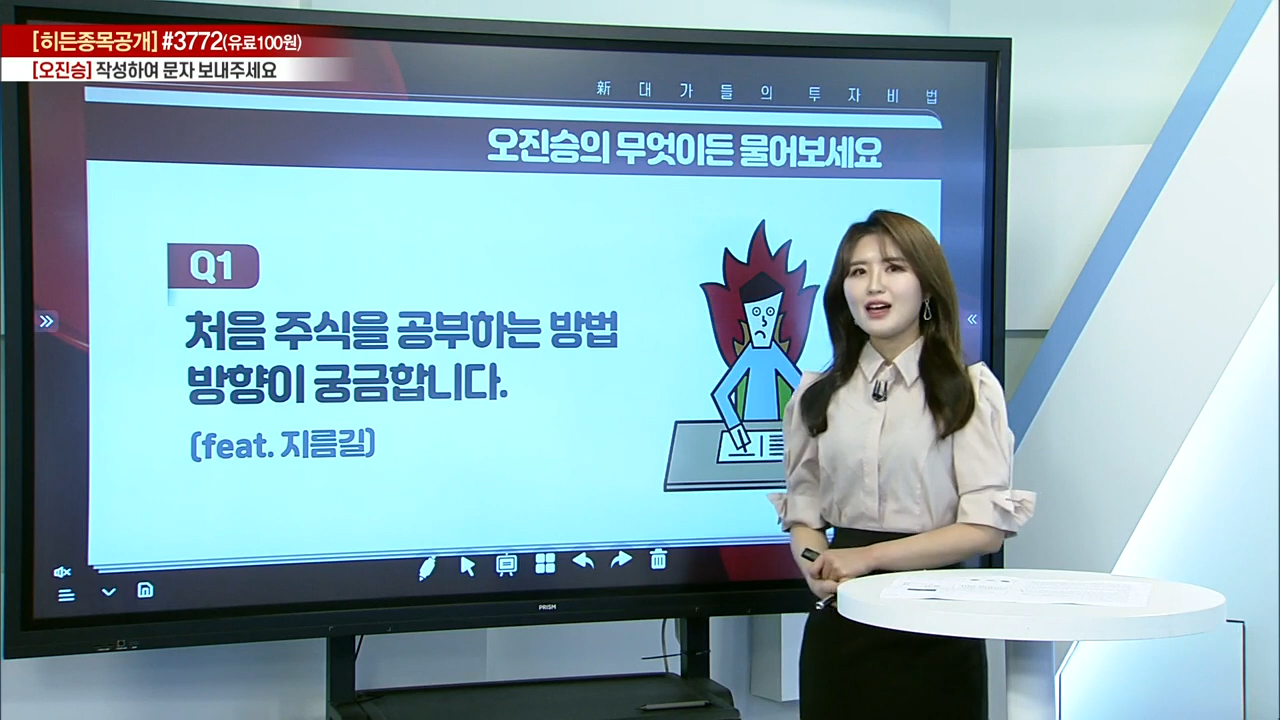 [히든종목공개] #3772(유료100원)
[오진승] 작성하여 문자 보내주세요
新 대 가 들 의 투 자 비 법
오진승의 무엇이든 물어보세요
Q1
처음 주식을 공부하는 방법
방향이 궁금합니다.
(feat. 지름길)
PRISM